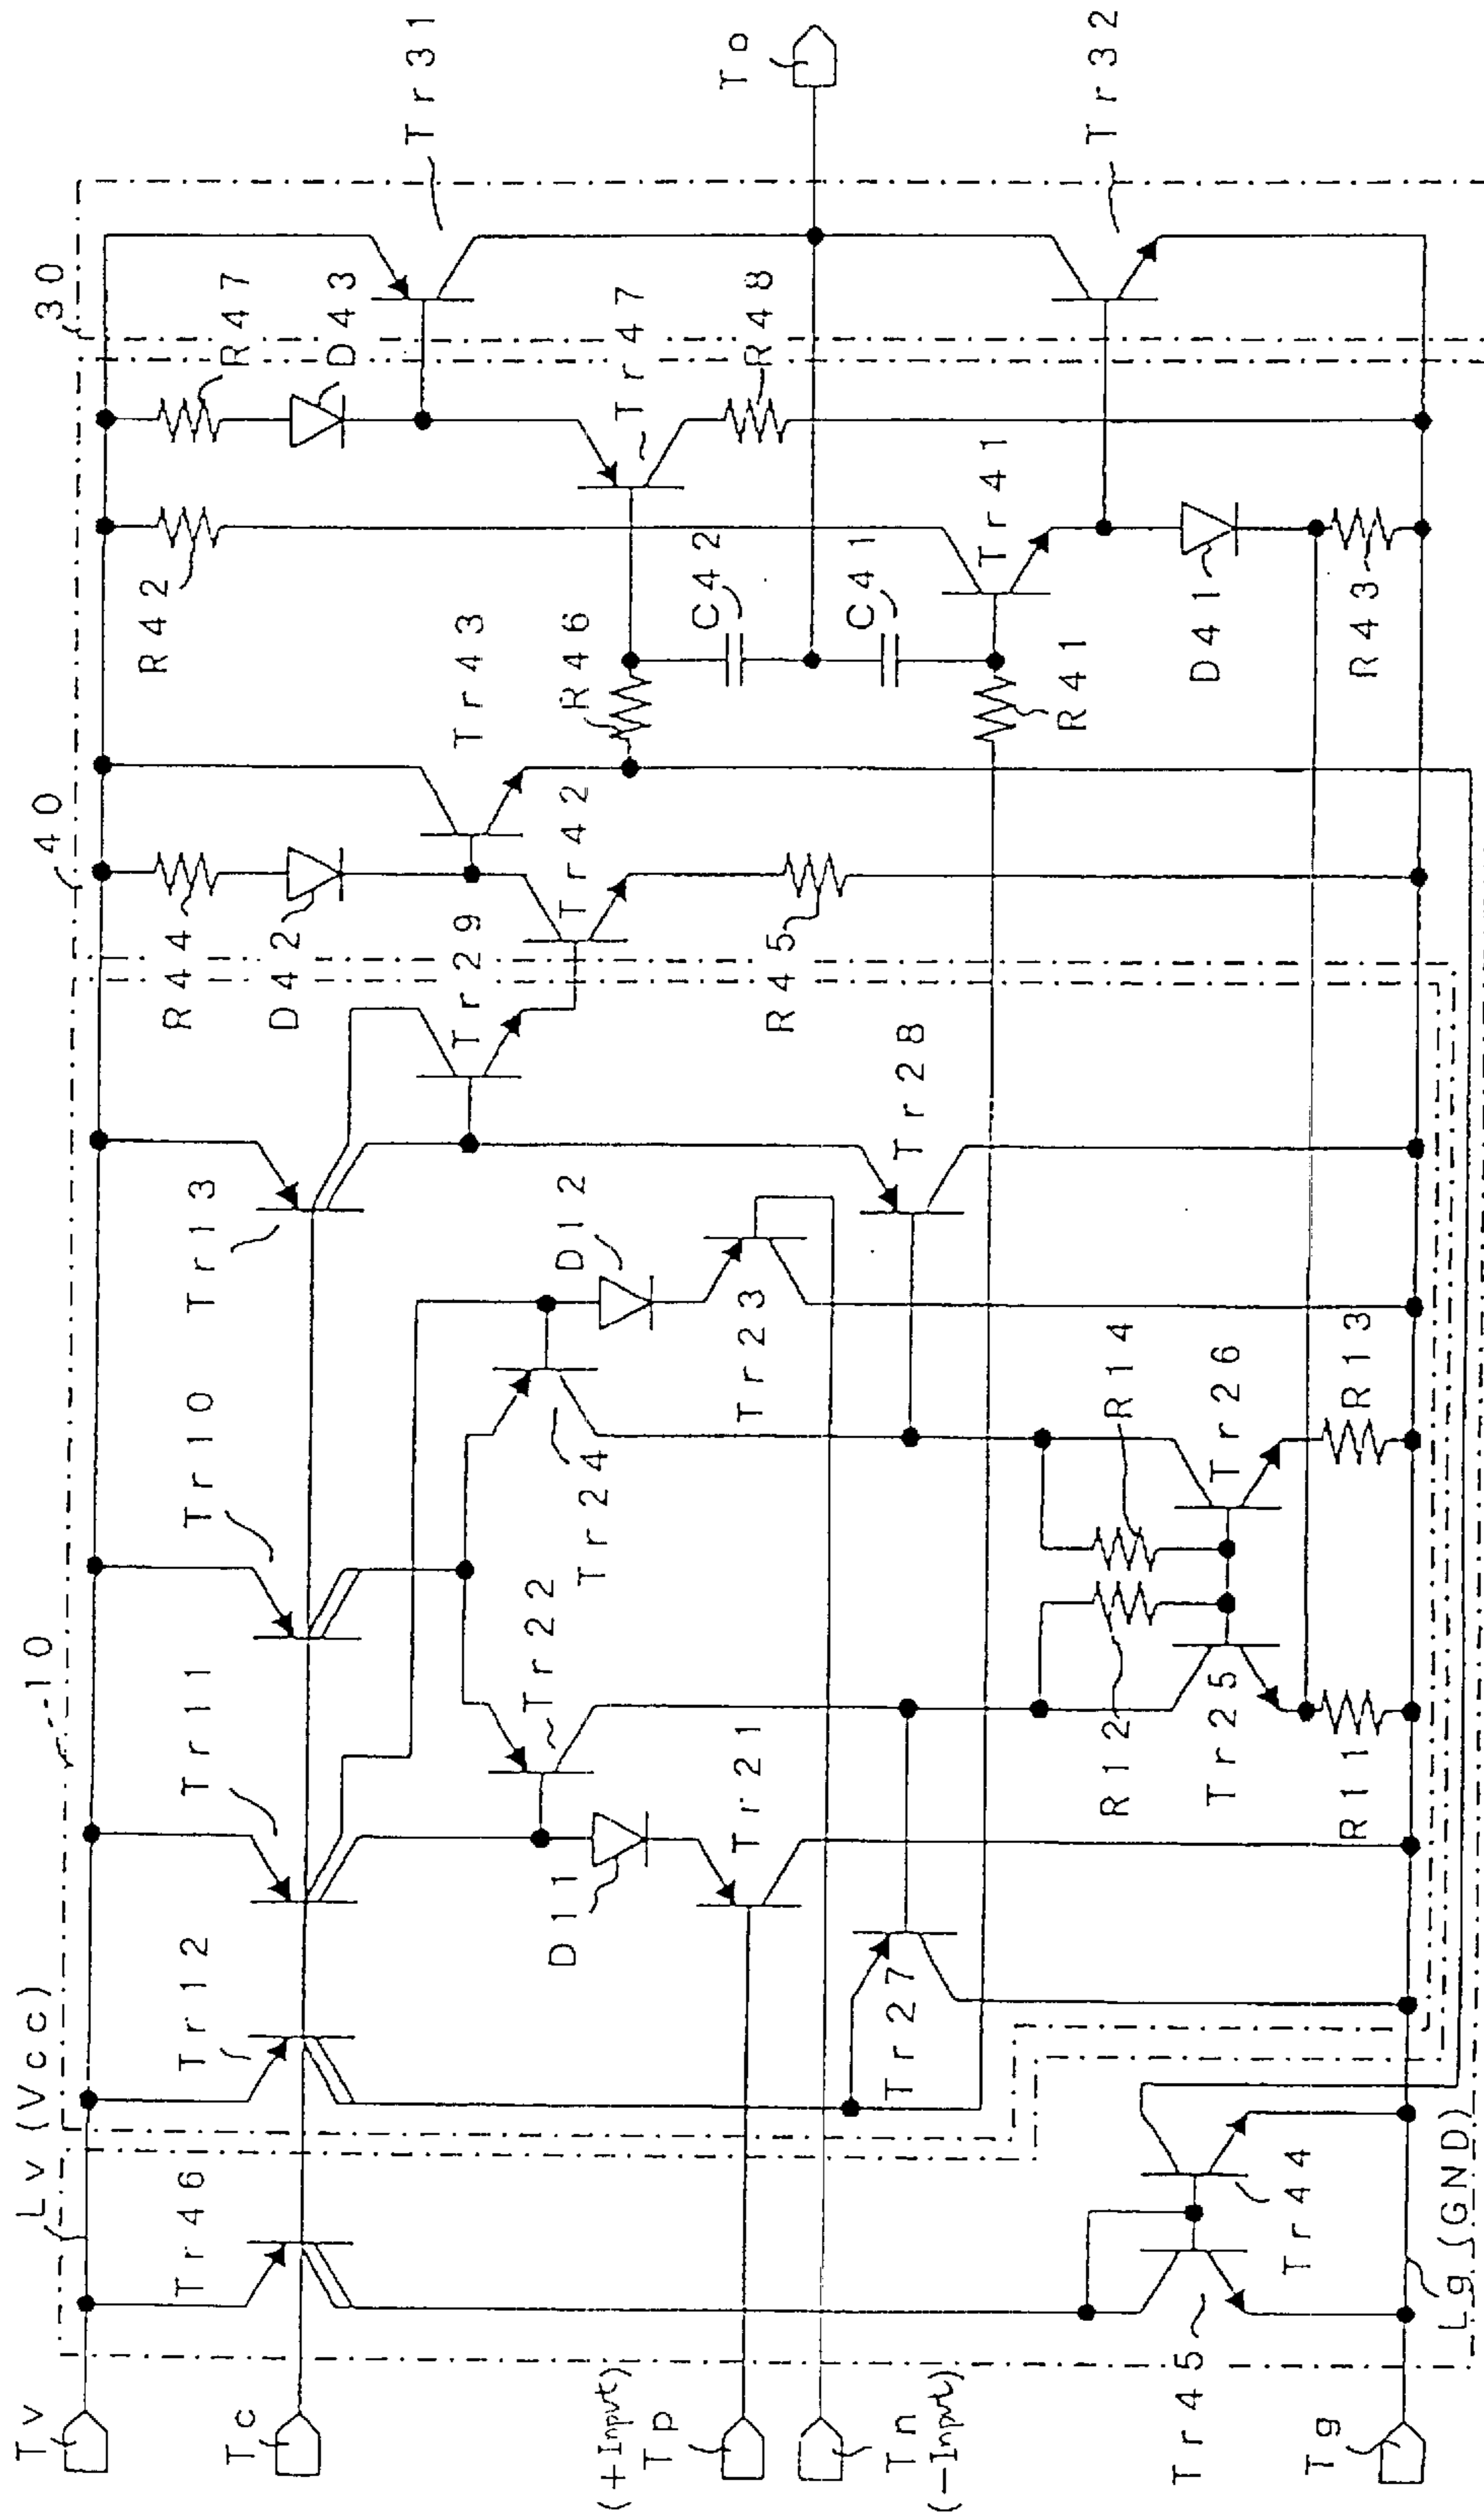 Tv
Lv (Vcc)
10
40
30
Tc
Tr46
Tr12
Tr11
Tr10
Tr13
R44
D42
Tr29
Tr42
Tr43
R42
R47
D43
Tr31
D11
Tr22
Tr24
D12
R46
C42
C41
Tr47
R48
To
(+Input)
Tp
Tr21
Tr23
R45
Tn
(−Input)
Tr27
Tr28
R41
Tr41
R12
R14
Tr25
Tr26
D41
Tr32
R11
R13
R43
Tr45
Tr44
Tg
Lg (GND)